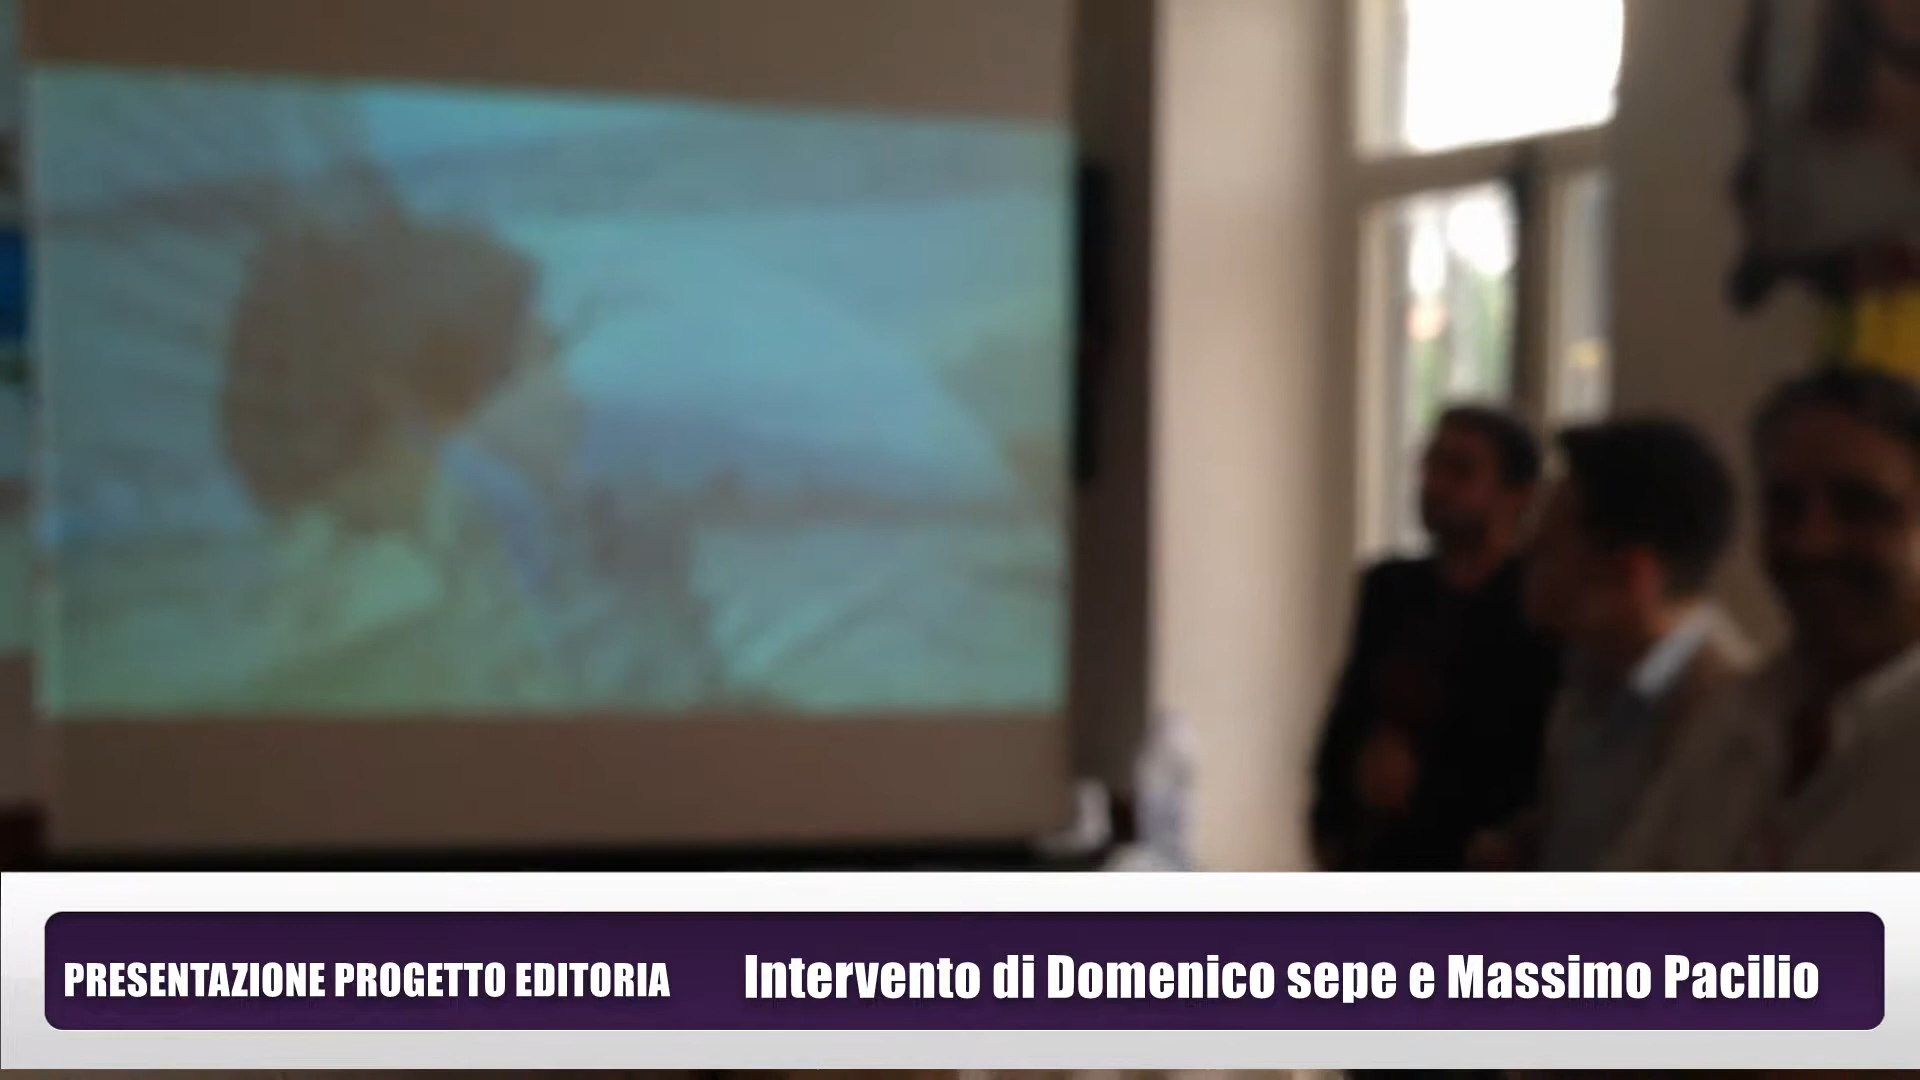 PRESENTAZIONE PROGETTO EDITORIA
Intervento di Domenico sepe e Massimo Pacilio